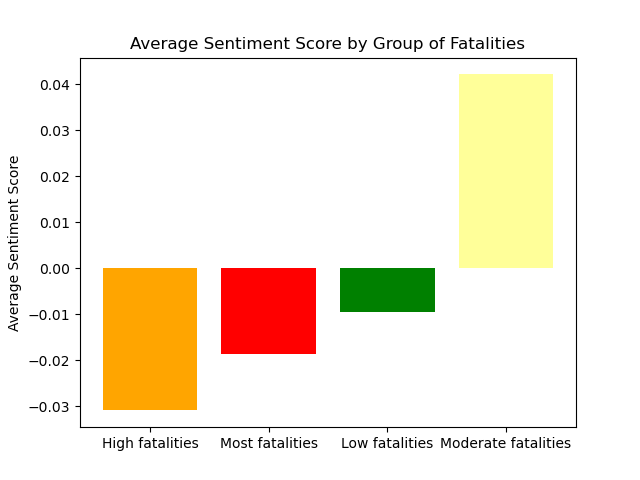 Average Sentiment Score by Group of Fatalities
Average Sentiment Score
0.04
0.03
0.02
0.01
0.00
−0.01
−0.02
−0.03
High fatalities
Most fatalities
Low fatalities
Moderate fatalities